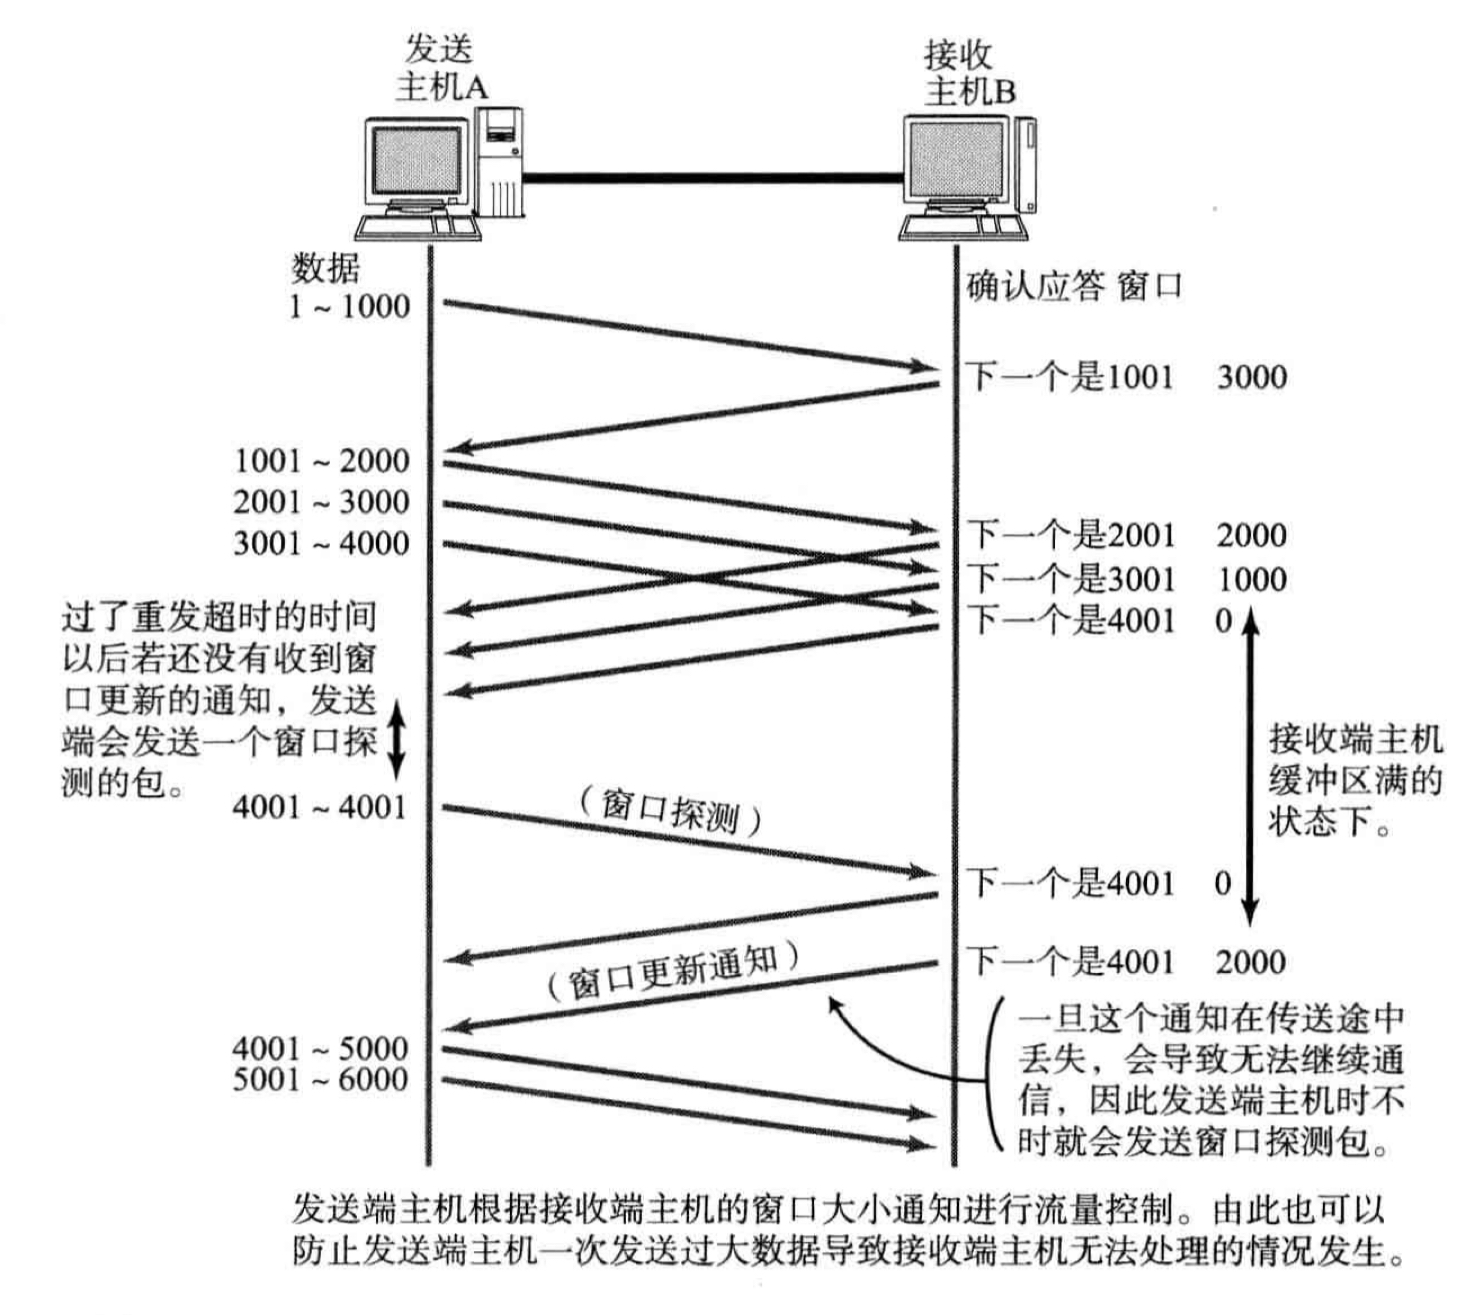 发送
主机A
接收
主机B
数据
1 ~ 1000
确认应答 窗口
下一个是1001 3000
1001 ~ 2000
2001 ~ 3000
3001 ~ 4000
下一个是2001 2000
下一个是3001 1000
下一个是4001 0
过了重发超时的时间
以后若还没有收到窗
口更新的通知，发送
端会发送一个窗口探
测的包。
接收端主机
缓冲区满的
状态下。
4001 ~ 4001
（窗口探测）
下一个是4001 0
（窗口更新通知）
下一个是4001 2000
4001 ~ 5000
5001 ~ 6000
一旦这个通知在传送途中
丢失，会导致无法继续通
信，因此发送端主机时不
时就会发送窗口探测包。
发送端主机根据接收端主机的窗口大小通知进行流量控制。由此也可以
防止发送端主机一次发送过大数据导致接收端主机无法处理的情况发生。